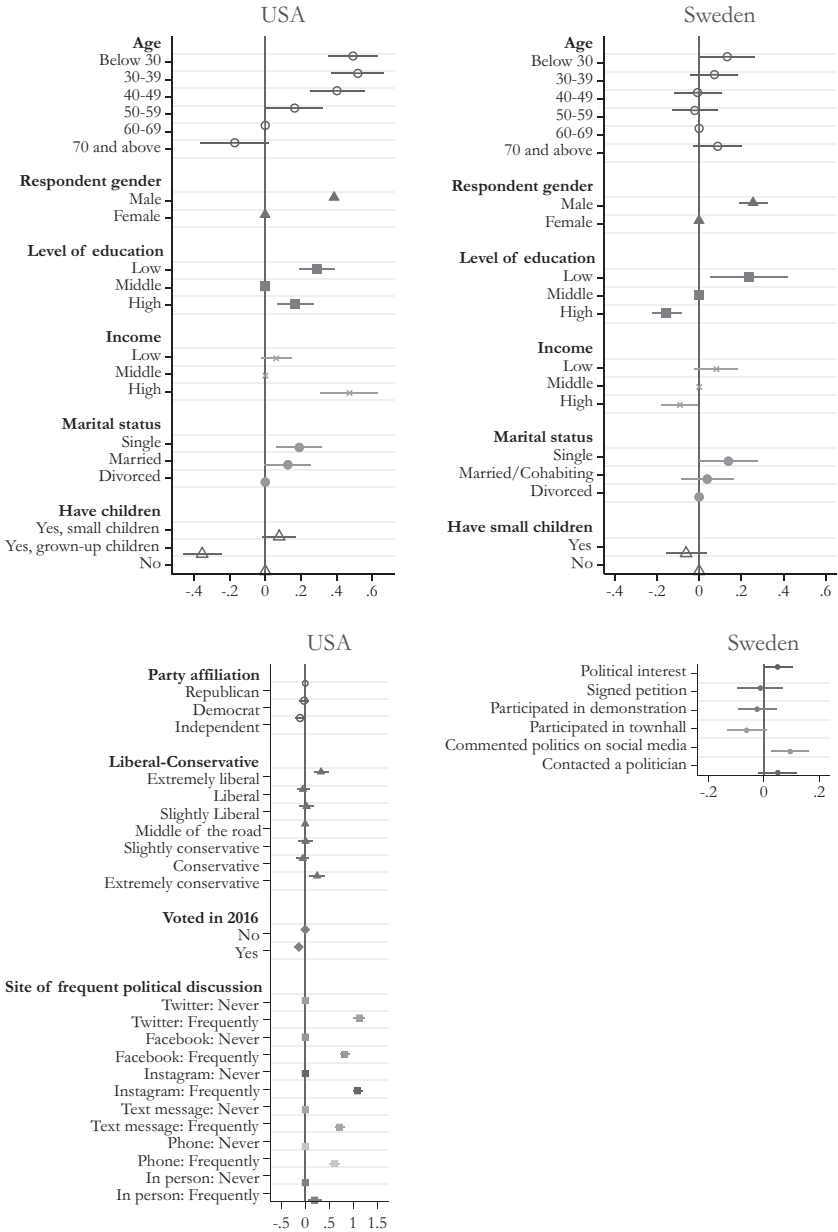 USA
Age
Below 30
30-39
40-49
50-59
60-69
70 and above
Respondent gender
Male
Female
Level of education
Low
Middle
High
Income
Low
Middle
High
Marital status
Single
Married
Divorced
Have children
Yes, small children
Yes, grown-up children
No
-.4 -.2 0 .2 .4 .6
Sweden
Age
Below 30
30-39
40-49
50-59
60-69
70 and above
Respondent gender
Male
Female
Level of education
Low
Middle
High
Income
Low
Middle
High
Marital status
Single
Married/Cohabiting
Divorced
Have small children
Yes
No
-.4 -.2 0 .2 .4 .6
USA
Party affiliation
Republican
Democrat
Independent
Liberal-Conservative
Extremely liberal
Liberal
Slightly Liberal
Middle of the road
Slightly conservative
Conservative
Extremely conservative
Voted in 2016
No
Yes
Site of frequent political discussion
Twitter: Never
Twitter: Frequently
Facebook: Never
Facebook: Frequently
Instagram: Never
Instagram: Frequently
Text message: Never
Text message: Frequently
Phone: Never
Phone: Frequently
In person: Never
In person: Frequently
-.5 0 .5 1 1.5
Sweden
Political interest
Signed petition
Participated in demonstration
Participated in townhall
Commented politics on social media
Contacted a politician
-.2 0 .2